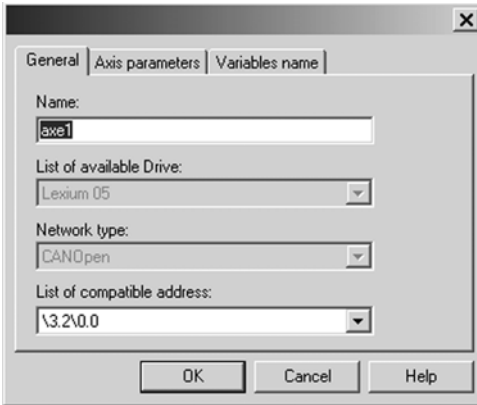 General
Axis parameters
Variables name
Name:
axe1
List of available Drive:
Lexium 05
Network type:
CANOpen
List of compatible address:
\3.2\0.0
OK
Cancel
Help